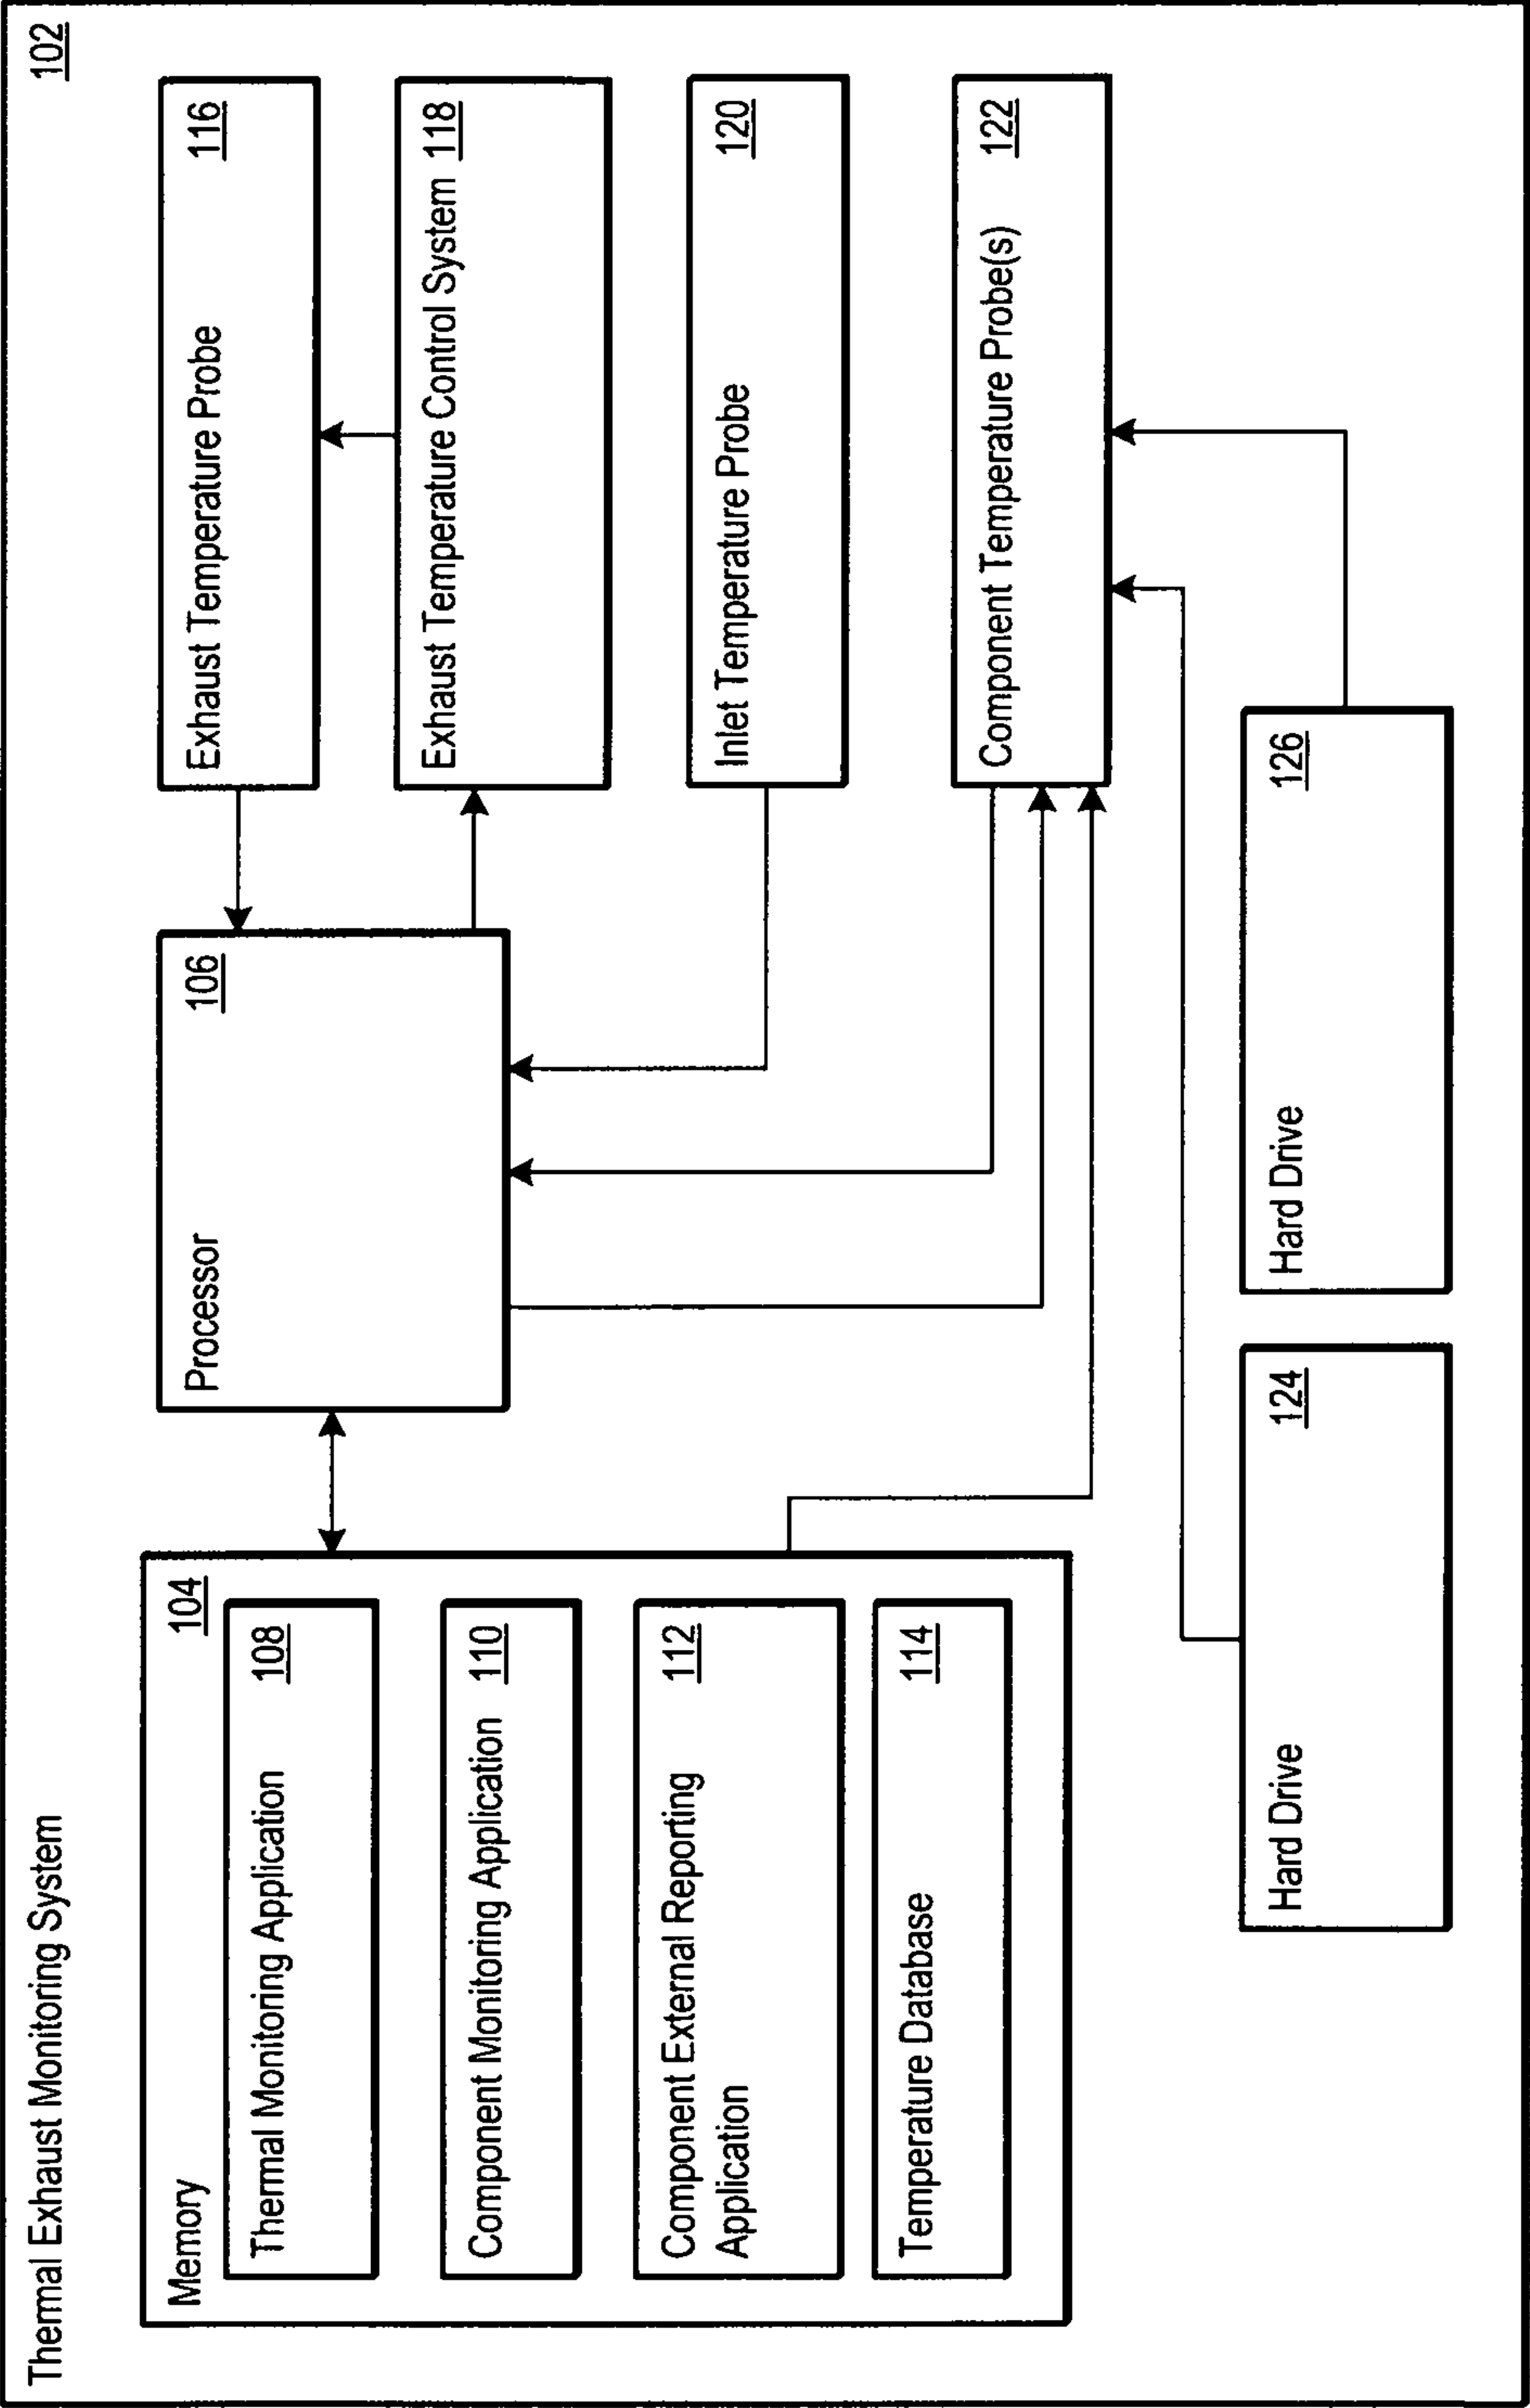 Thermal Exhaust Monitoring System
102
Memory
104
Thermal Monitoring Application
108
Component Monitoring Application
110
Component External Reporting
112
Application
Temperature Database
114
Processor
106
Exhaust Temperature Probe
116
Exhaust Temperature Control System
118
Inlet Temperature Probe
120
Component Temperature Probe(s)
122
Hard Drive
124
Hard Drive
126